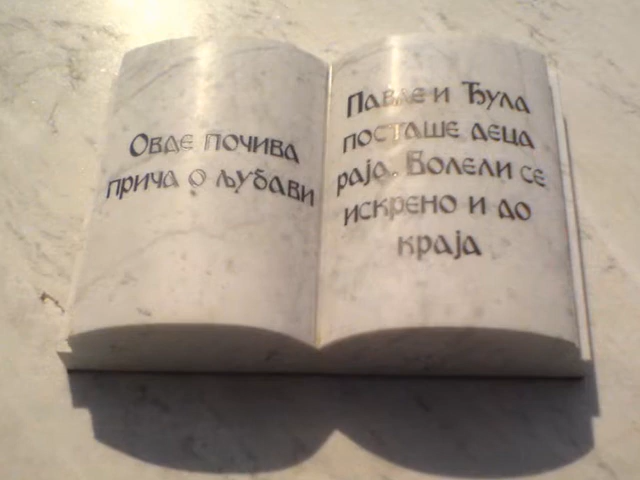 Овде почива
прича о љубави
Павле и Ђула
посташе деца
раја. Волели се
искрено и до
краја